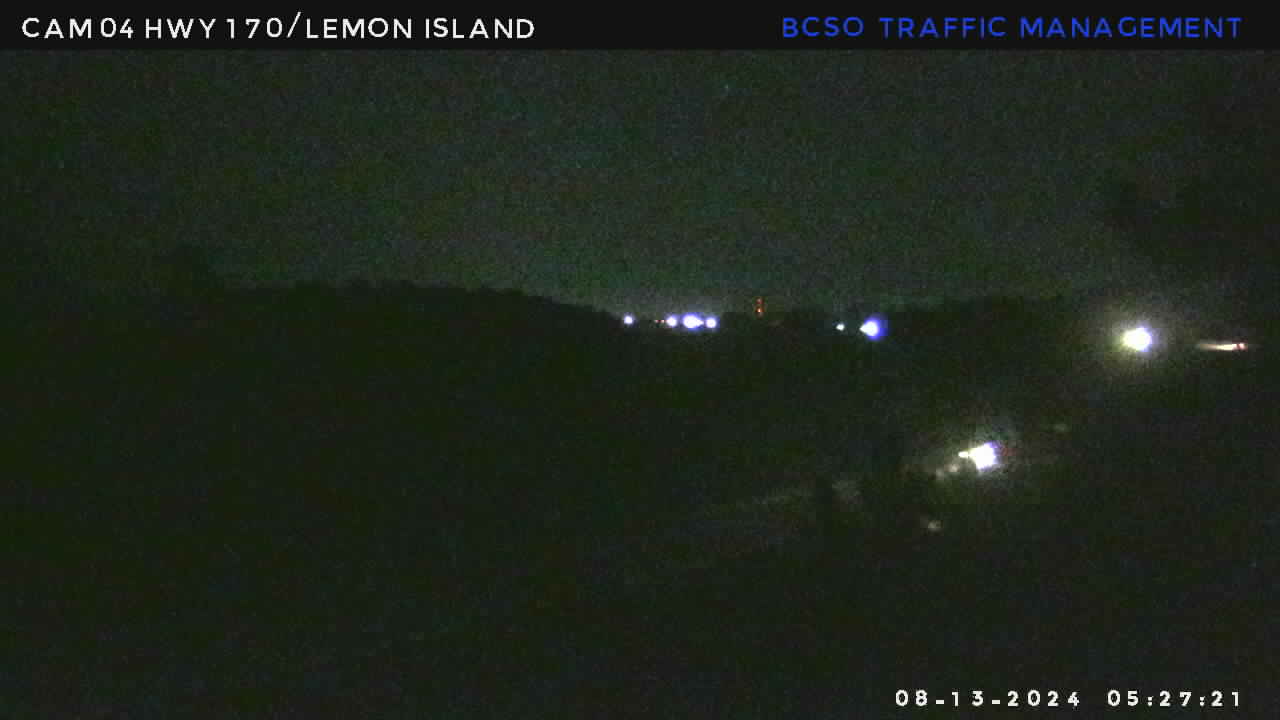 CAM04 HWY 170/LEMON ISLAND
BCSO TRAFFIC MANAGEMENT
08-13-2024 05:27:21